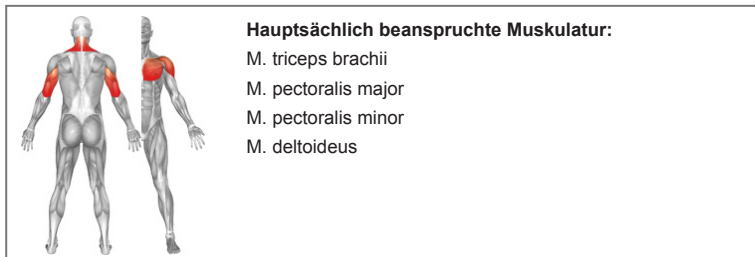 Hauptsächlich beanspruchte Muskulatur:
M. triceps brachii
M. pectoralis major
M. pectoralis minor
M. deltoideus